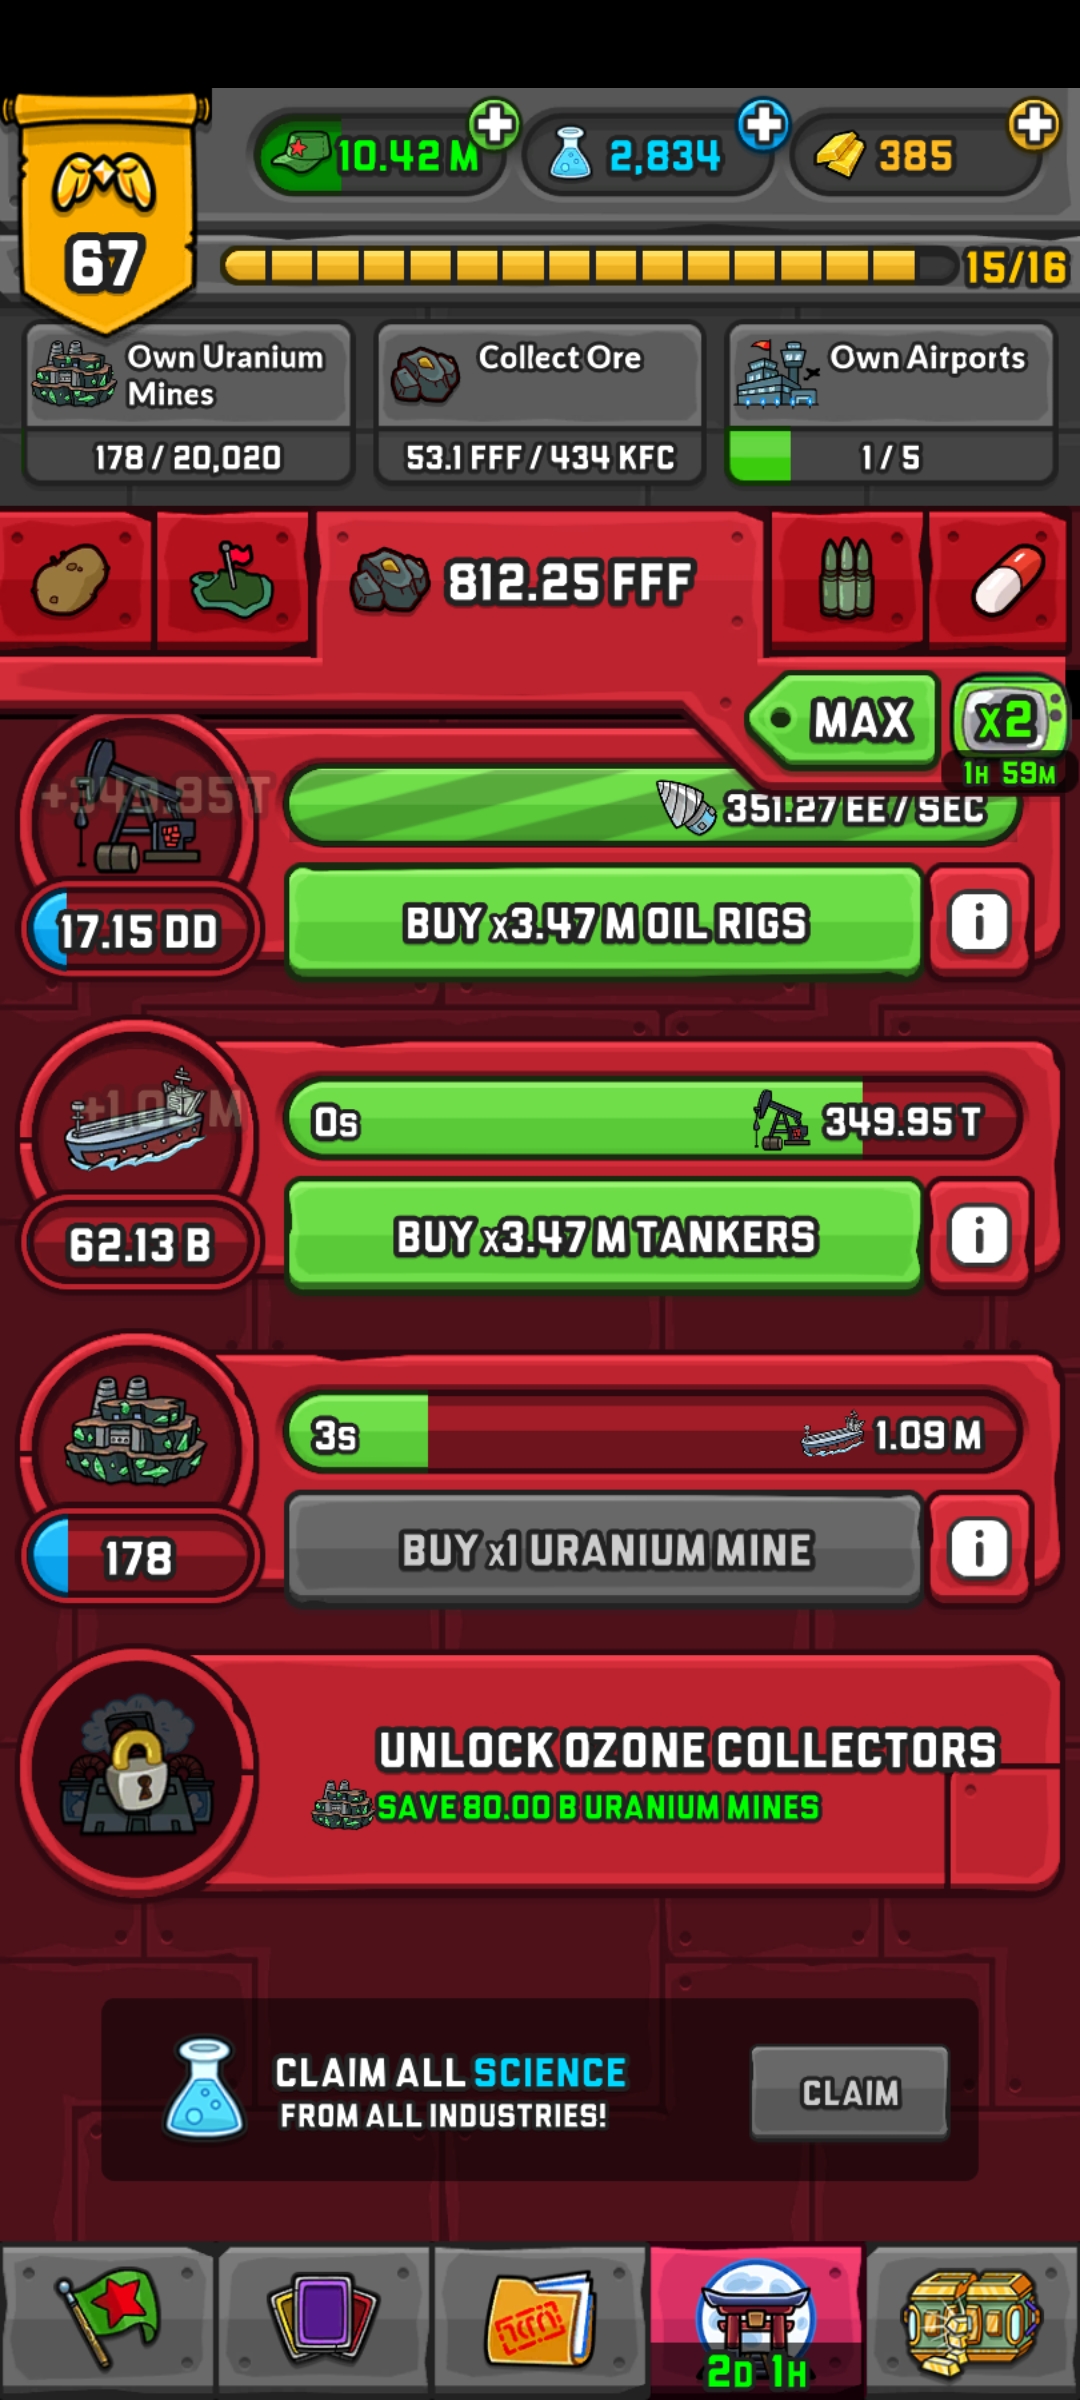 10.42 M
2,834
385
67
15/16
Own Uranium
Mines
178 / 20,020
Collect Ore
53.1 FFF / 434 KFC
Own Airports
1 / 5
812.25 FFF
MAX
x2
1H 59M
+349.95 T
351.27 EE / SEC
17.15 DD
BUY x3.47 M OIL RIGS
i
0s
349.95 T
62.13 B
BUY x3.47 M TANKERS
i
3s
1.09 M
178
BUY x1 URANIUM MINE
i
UNLOCK OZONE COLLECTORS
SAVE 80.00 B URANIUM MINES
CLAIM ALL SCIENCE
FROM ALL INDUSTRIES!
CLAIM
2D 1H